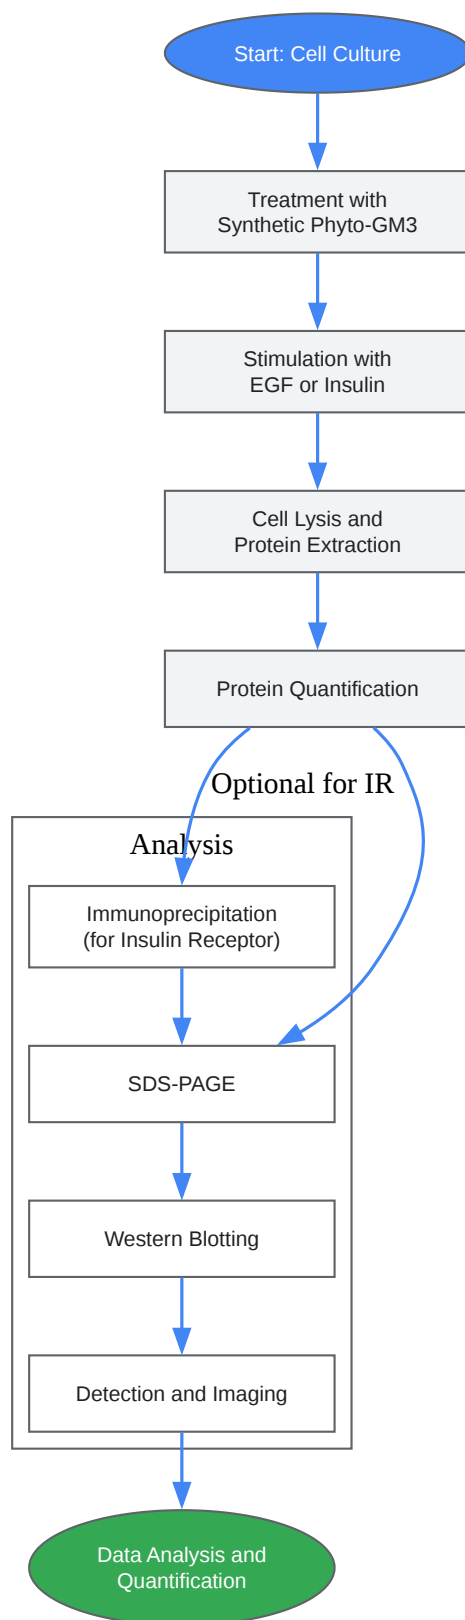 Start: Cell Culture
Treatment with
Synthetic Phyto-GM3
Stimulation with
EGF or Insulin
Cell Lysis and
Protein Extraction
Protein Quantification
Optional for IR
Analysis
Immunoprecipitation
(for Insulin Receptor)
SDS-PAGE
Western Blotting
Detection and Imaging
Data Analysis and
Quantification